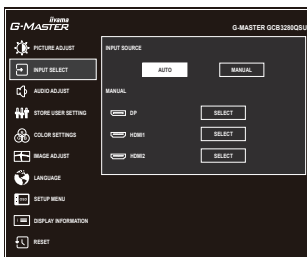 iiyama
G-MASTER
G-MASTER GCB3280QSU
PICTURE ADJUST
INPUT SELECT
AUDIO ADJUST
STORE USER SETTING
COLOR SETTINGS
IMAGE ADJUST
LANGUAGE
SETUP MENU
DISPLAY INFORMATION
RESET
INPUT SOURCE
AUTO
MANUAL
MANUAL
DP
SELECT
HDMI1
SELECT
HDMI2
SELECT